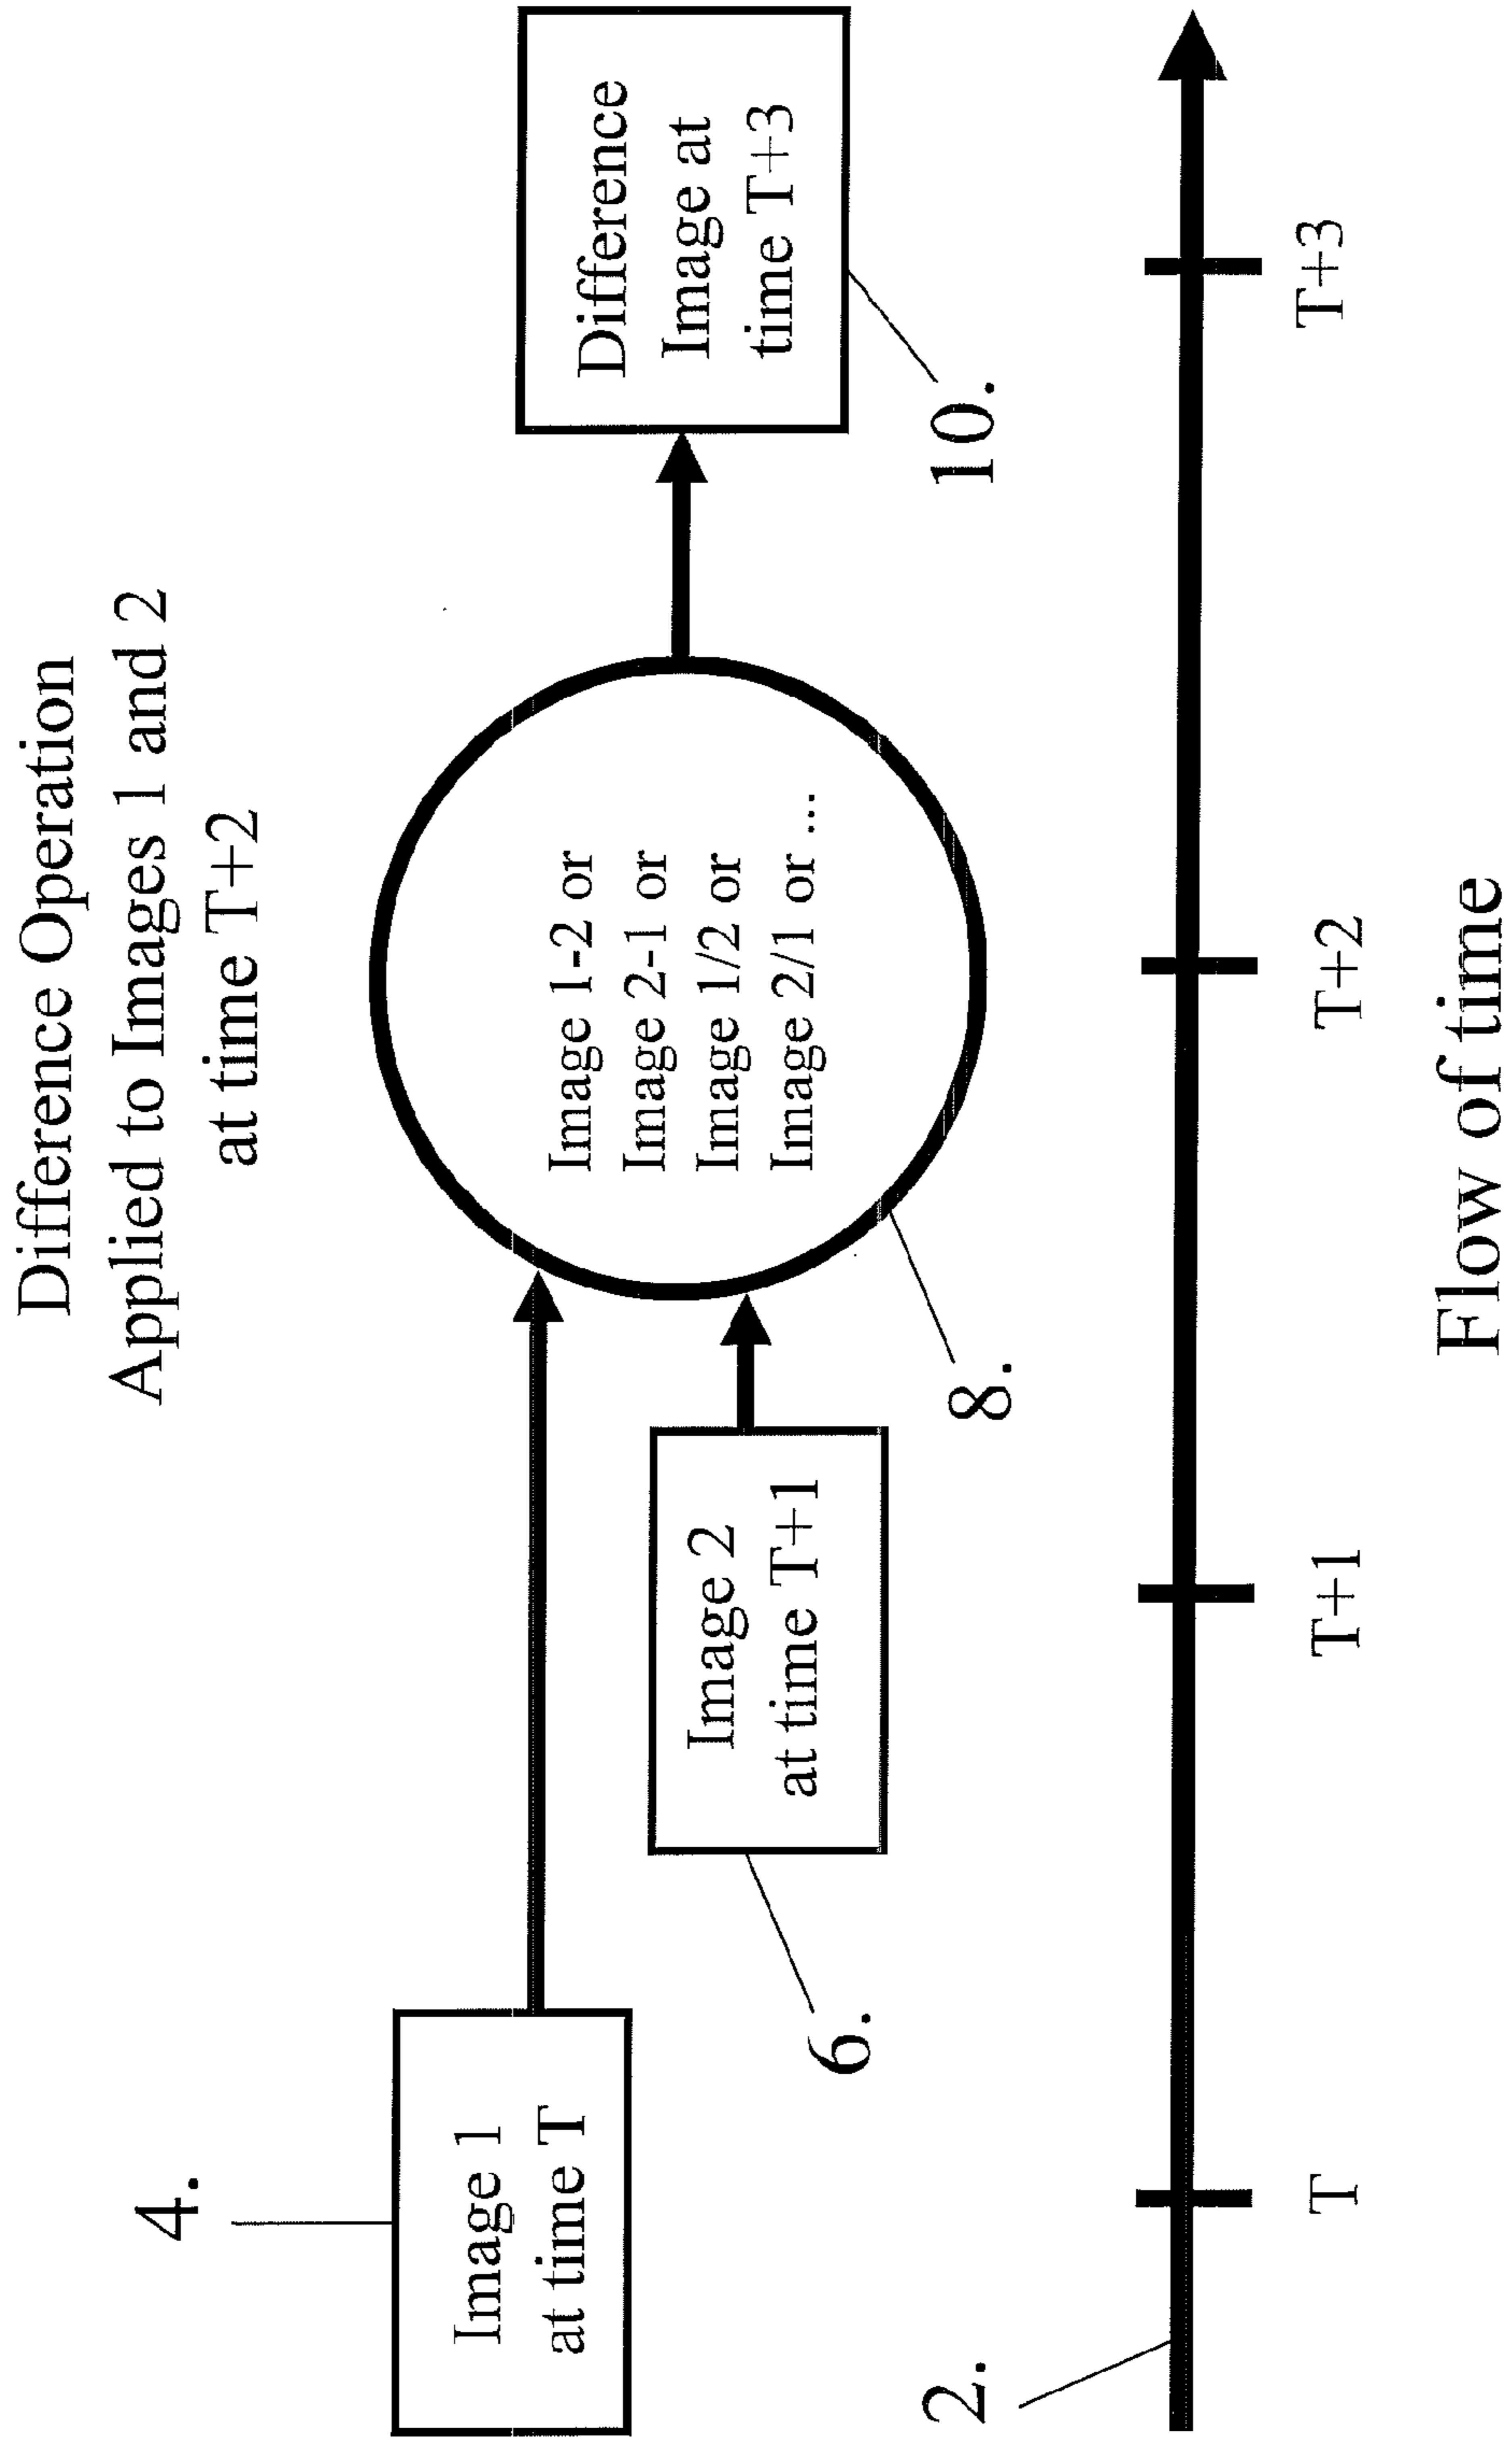 Difference Operation
Applied to Images 1 and 2
at time T+2
4.
Image 1
at time T
6.
Image 2
at time T+1
8.
Image 1-2 or
Image 2-1 or
Image 1/2 or
Image 2/1 or ...
10.
Difference
Image at
time T+3
2.
T
T+1
T+2
T+3
Flow of time